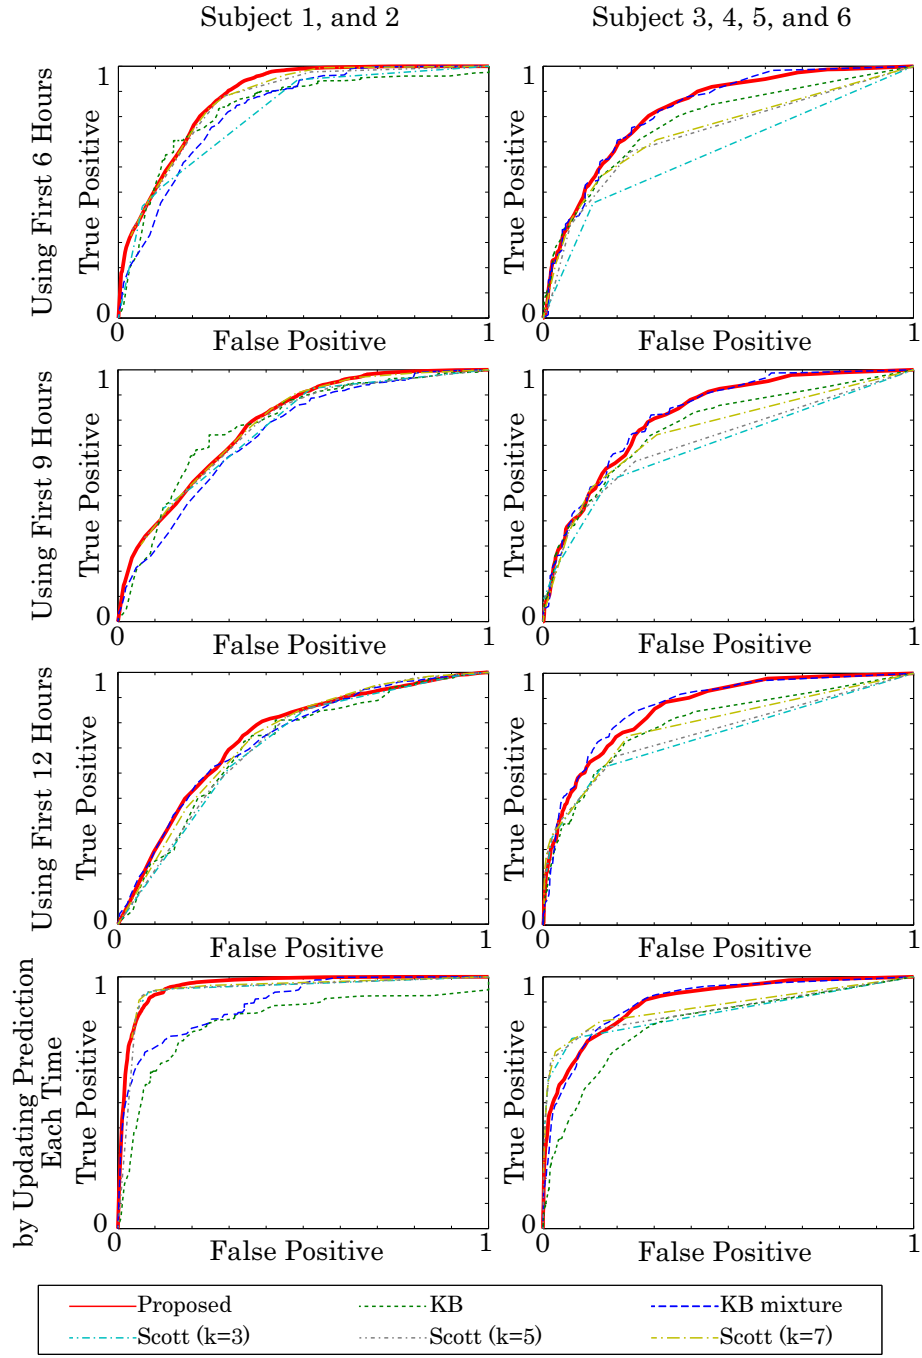 Subject 1, and 2
Subject 3, 4, 5, and 6
Using First 6 Hours
True Positive
1
0
0
False Positive
1
True Positive
1
0
0
False Positive
1
Using First 9 Hours
True Positive
1
0
0
False Positive
1
True Positive
1
0
0
False Positive
1
Using First 12 Hours
True Positive
1
0
0
False Positive
1
True Positive
1
0
0
False Positive
1
by Updating Prediction
Each Time
True Positive
1
0
0
False Positive
1
True Positive
1
0
0
False Positive
1
Proposed
KB
KB mixture
Scott (k=3)
Scott (k=5)
Scott (k=7)